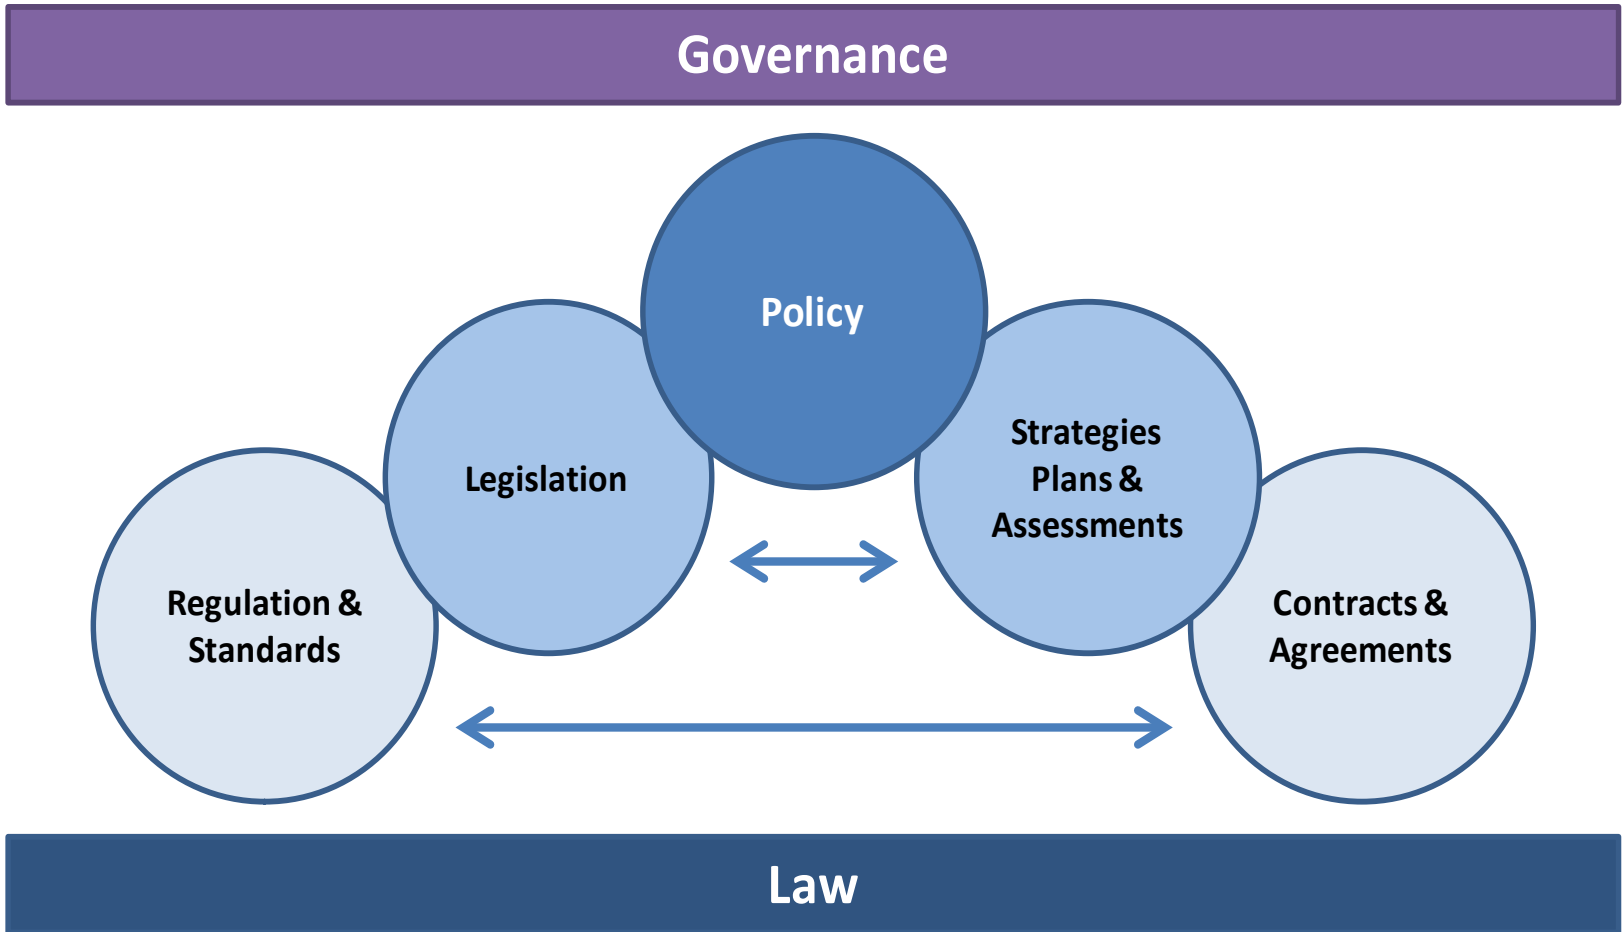 Governance
Policy
Legislation
Strategies
Plans &
Assessments
Regulation &
Standards
Contracts &
Agreements
Law